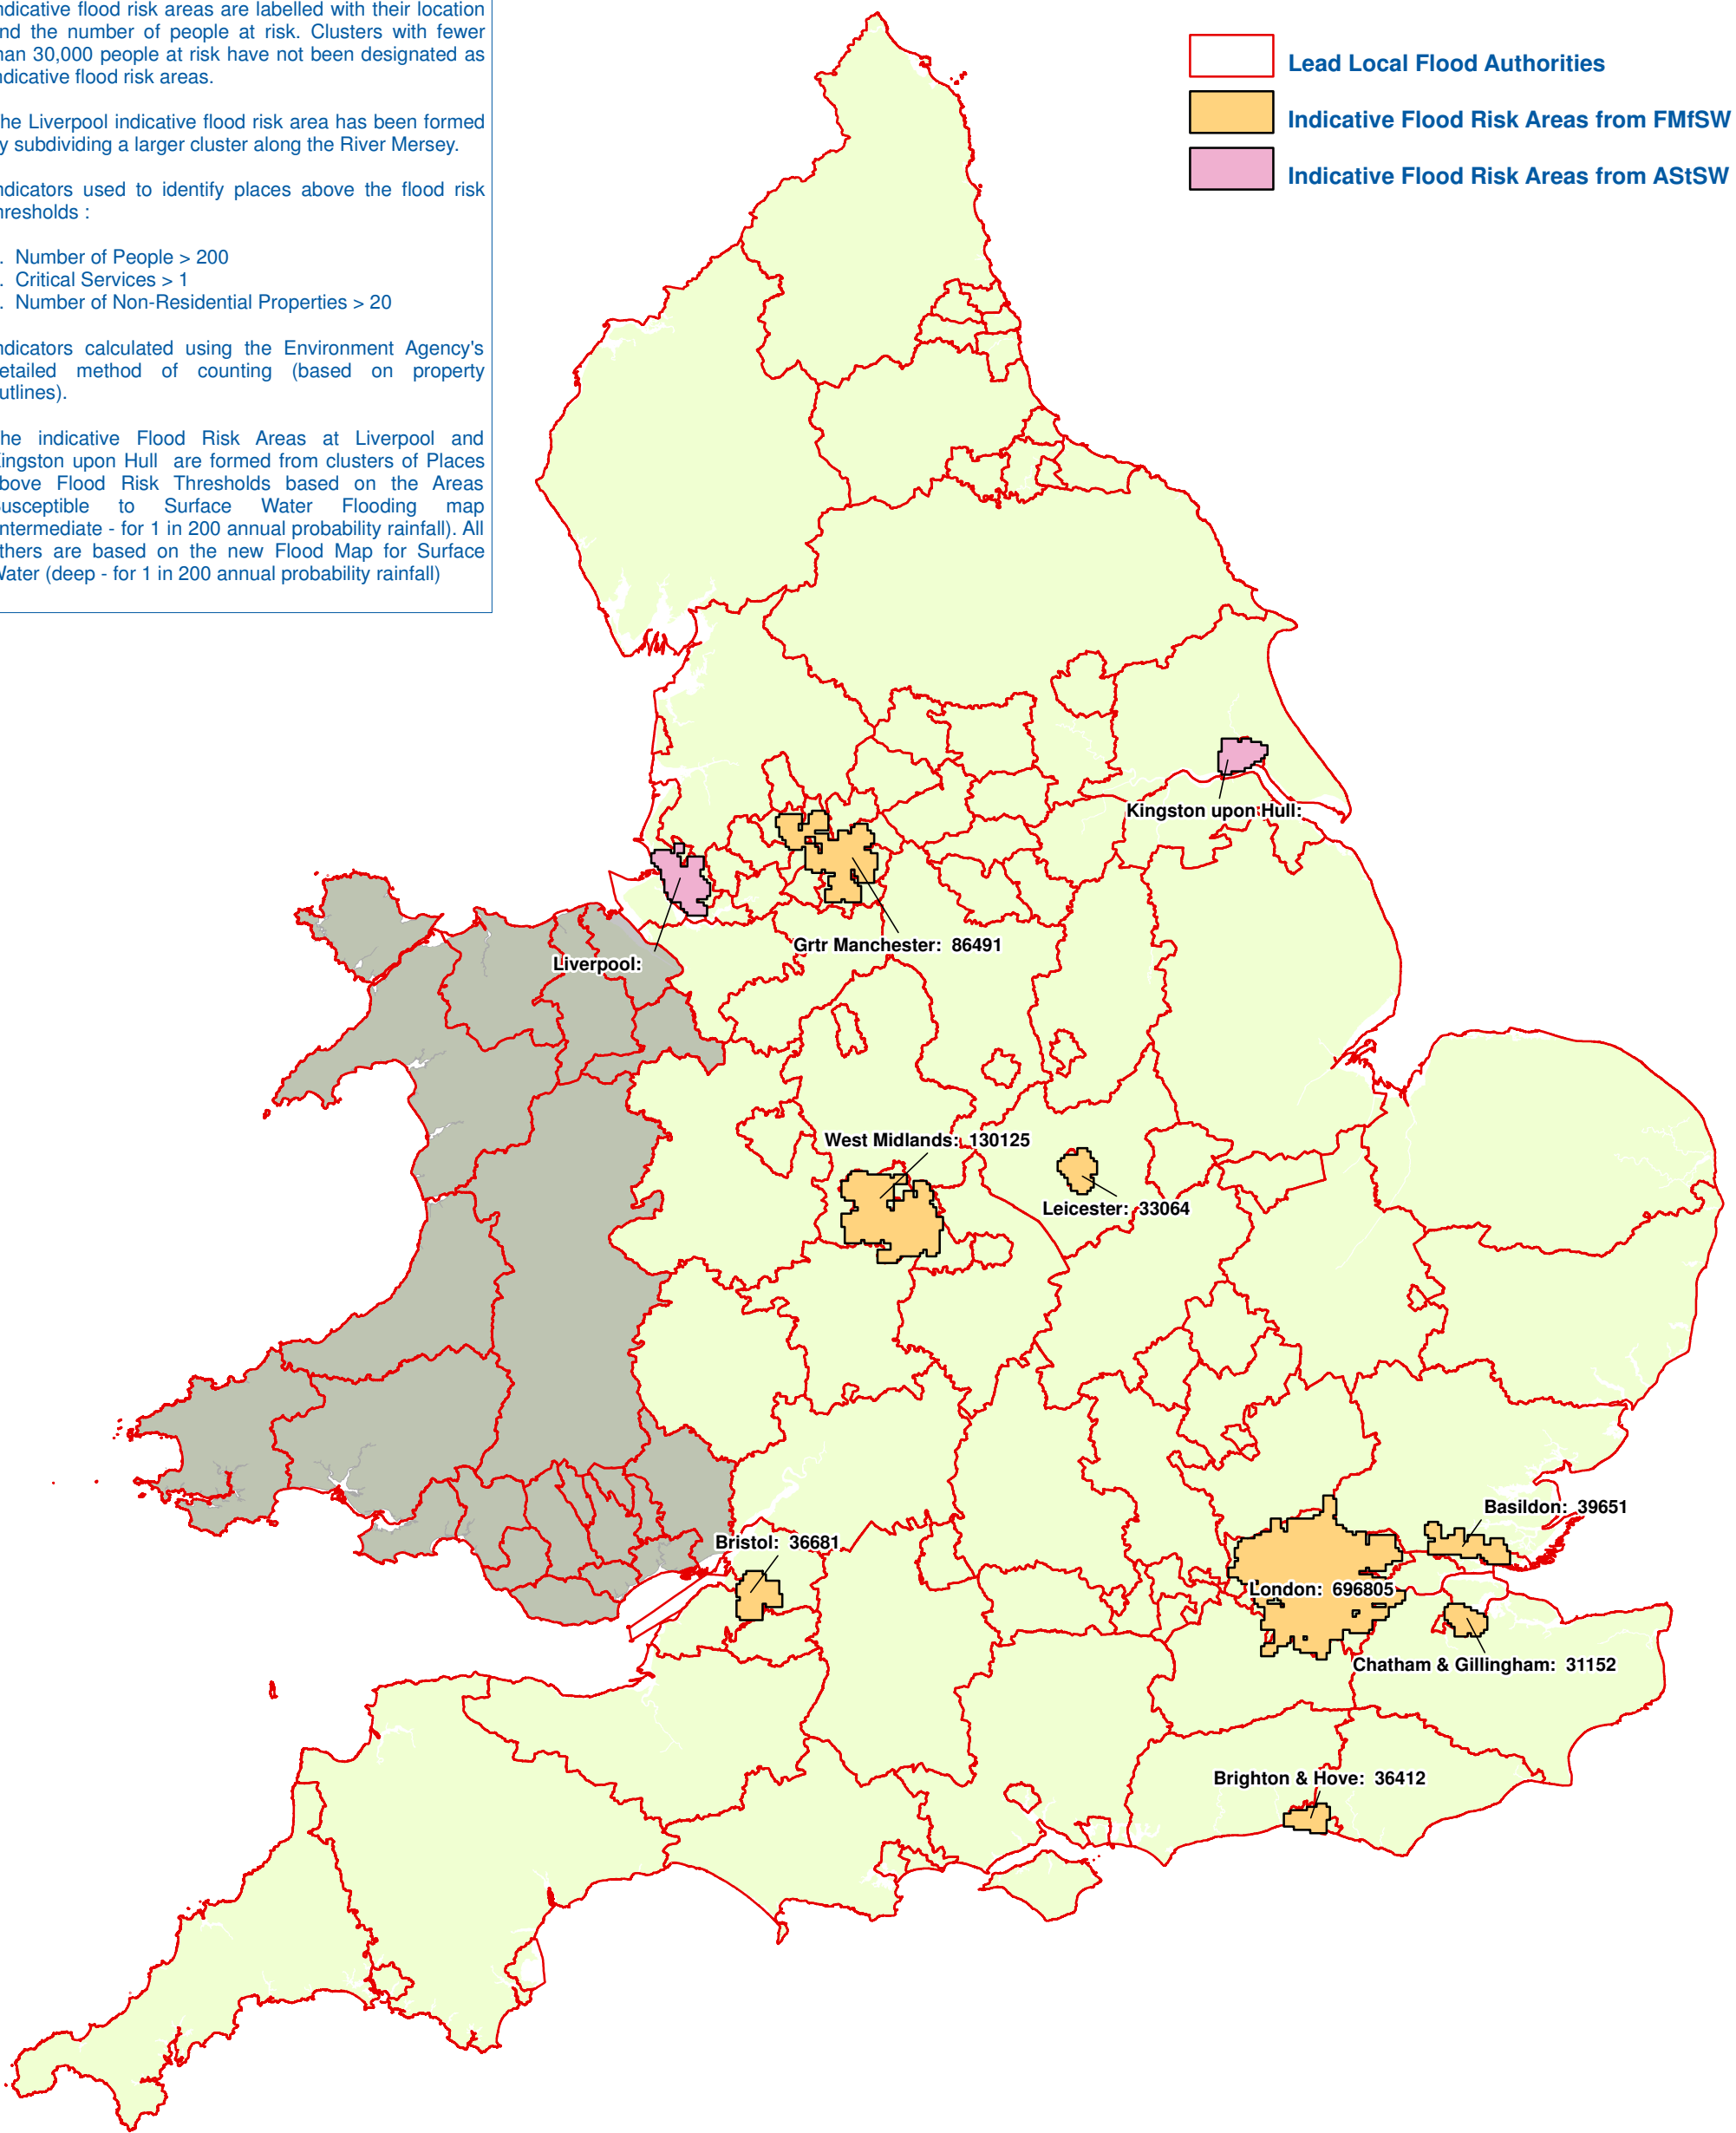 ndicative flood risk areas are labelled with their location
nd the number of people at risk. Clusters with fewer
han 30,000 people at risk have not been designated as
ndicative flood risk areas.
he Liverpool indicative flood risk area has been formed
y subdividing a larger cluster along the River Mersey.
ndicators used to identify places above the flood risk
hresholds :
. Number of People > 200
. Critical Services > 1
. Number of Non-Residential Properties > 20
ndicators calculated using the Environment Agency's
etailed method of counting (based on property
utlines).
he indicative Flood Risk Areas at Liverpool and
ingston upon Hull are formed from clusters of Places
bove Flood Risk Thresholds based on the Areas
usceptible to Surface Water Flooding map
ntermediate - for 1 in 200 annual probability rainfall). All
thers are based on the new Flood Map for Surface
Water (deep - for 1 in 200 annual probability rainfall)
Lead Local Flood Authorities
Indicative Flood Risk Areas from FMfSW
Indicative Flood Risk Areas from AStSW
Kingston upon Hull:
Grtr Manchester: 86491
Liverpool:
West Midlands: 130125
Leicester: 33064
Basildon: 39651
Bristol: 36681
London: 696805
Chatham & Gillingham: 31152
Brighton & Hove: 36412